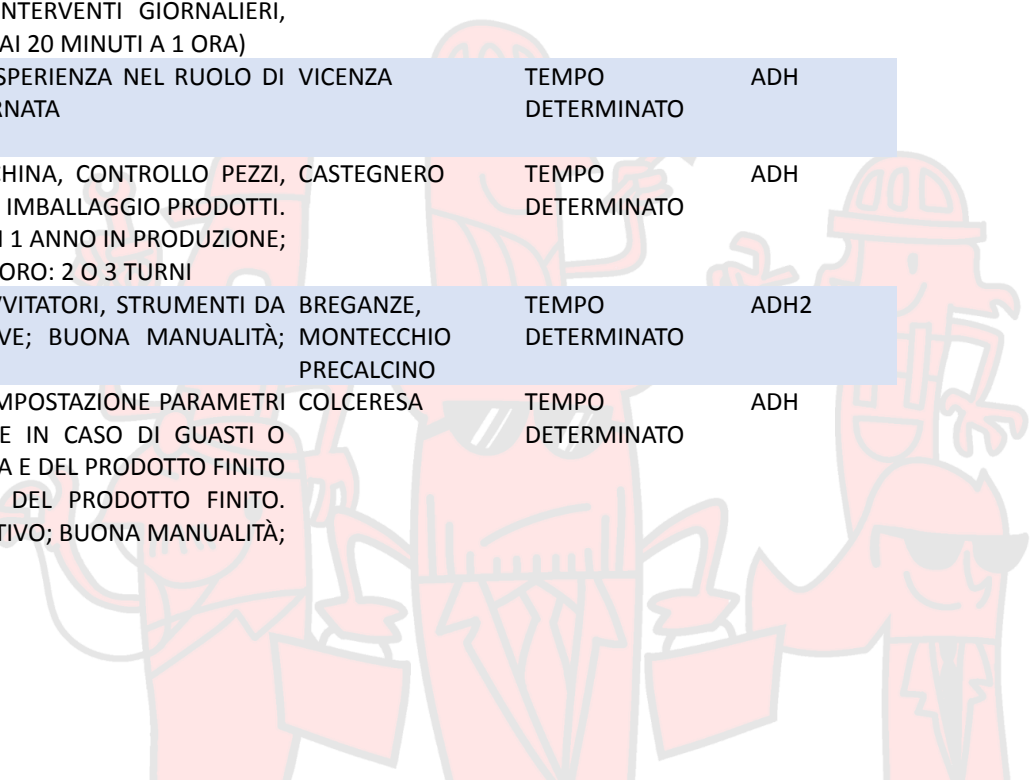 NTERVENTI GIORNALIERI,
AI 20 MINUTI A 1 ORA)
SPERIENZA NEL RUOLO DI VICENZA TEMPO ADH
RNATA DETERMINATO
CHINA, CONTROLLO PEZZI, CASTEGNERO TEMPO ADH
IMBALLAGGIO PRODOTTI. DETERMINATO
I 1 ANNO IN PRODUZIONE;
ORO: 2 O 3 TURNI
VVITATORI, STRUMENTI DA BREGANZE, TEMPO ADH2
VE; BUONA MANUALITÀ; MONTECCHIO DETERMINATO
PRECALCINO
MPOSTAZIONE PARAMETRI COLCERESA TEMPO ADH
E IN CASO DI GUASTI O DETERMINATO
A E DEL PRODOTTO FINITO
DEL PRODOTTO FINITO.
TIVO; BUONA MANUALITÀ;